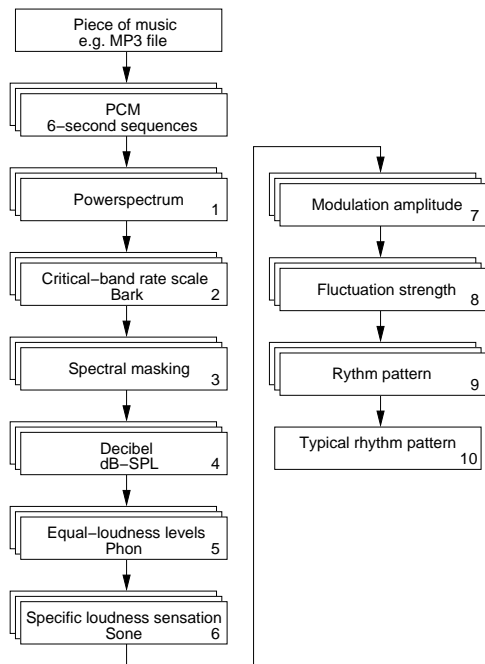 Piece of music
e.g. MP3 file
PCM
6−second sequences
Powerspectrum
1
Critical−band rate scale
Bark
2
Spectral masking
3
Decibel
dB−SPL
4
Equal−loudness levels
Phon
5
Specific loudness sensation
Sone
6
Modulation amplitude
7
Fluctuation strength
8
Rythm pattern
9
Typical rhythm pattern
10